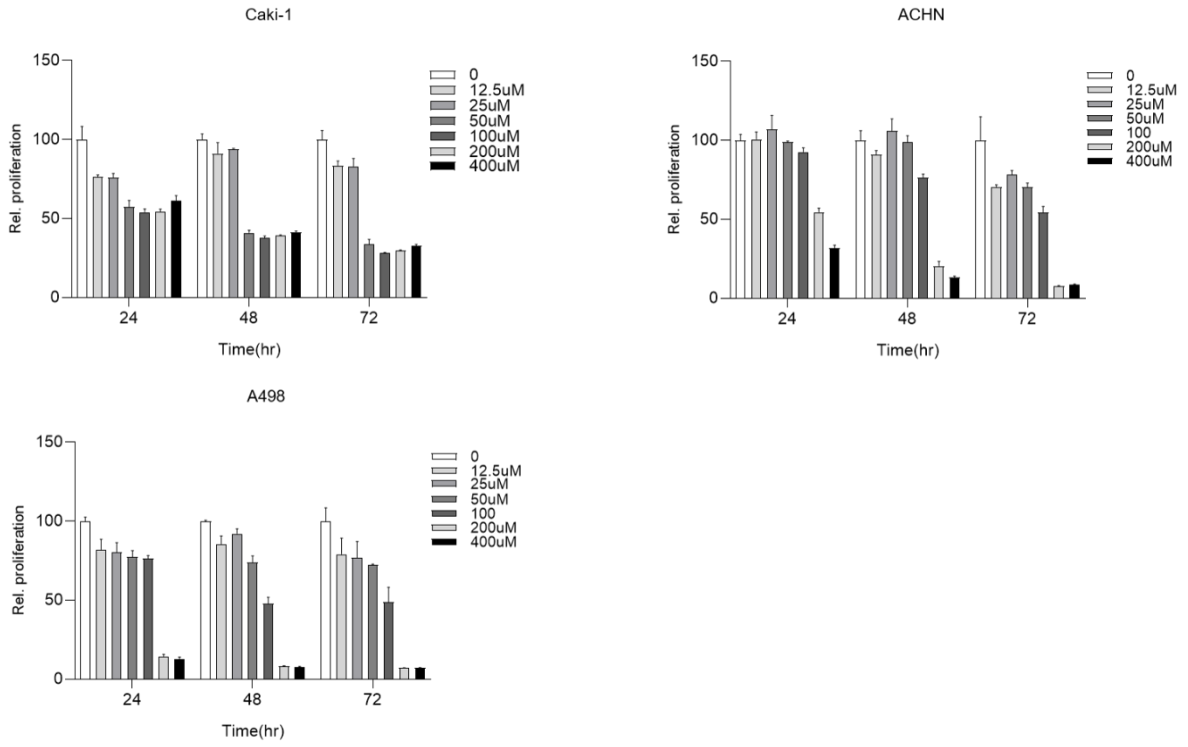 Caki-1
Rel. proliferation
150
100
50
0
24
48
72
Time(hr)
0
12.5uM
25uM
50uM
100uM
200uM
400uM
ACHN
Rel. proliferation
150
100
50
0
24
48
72
Time(hr)
0
12.5uM
25uM
50uM
100
200uM
400uM
A498
Rel. proliferation
150
100
50
0
24
48
72
Time(hr)
0
12.5uM
25uM
50uM
100
200uM
400uM